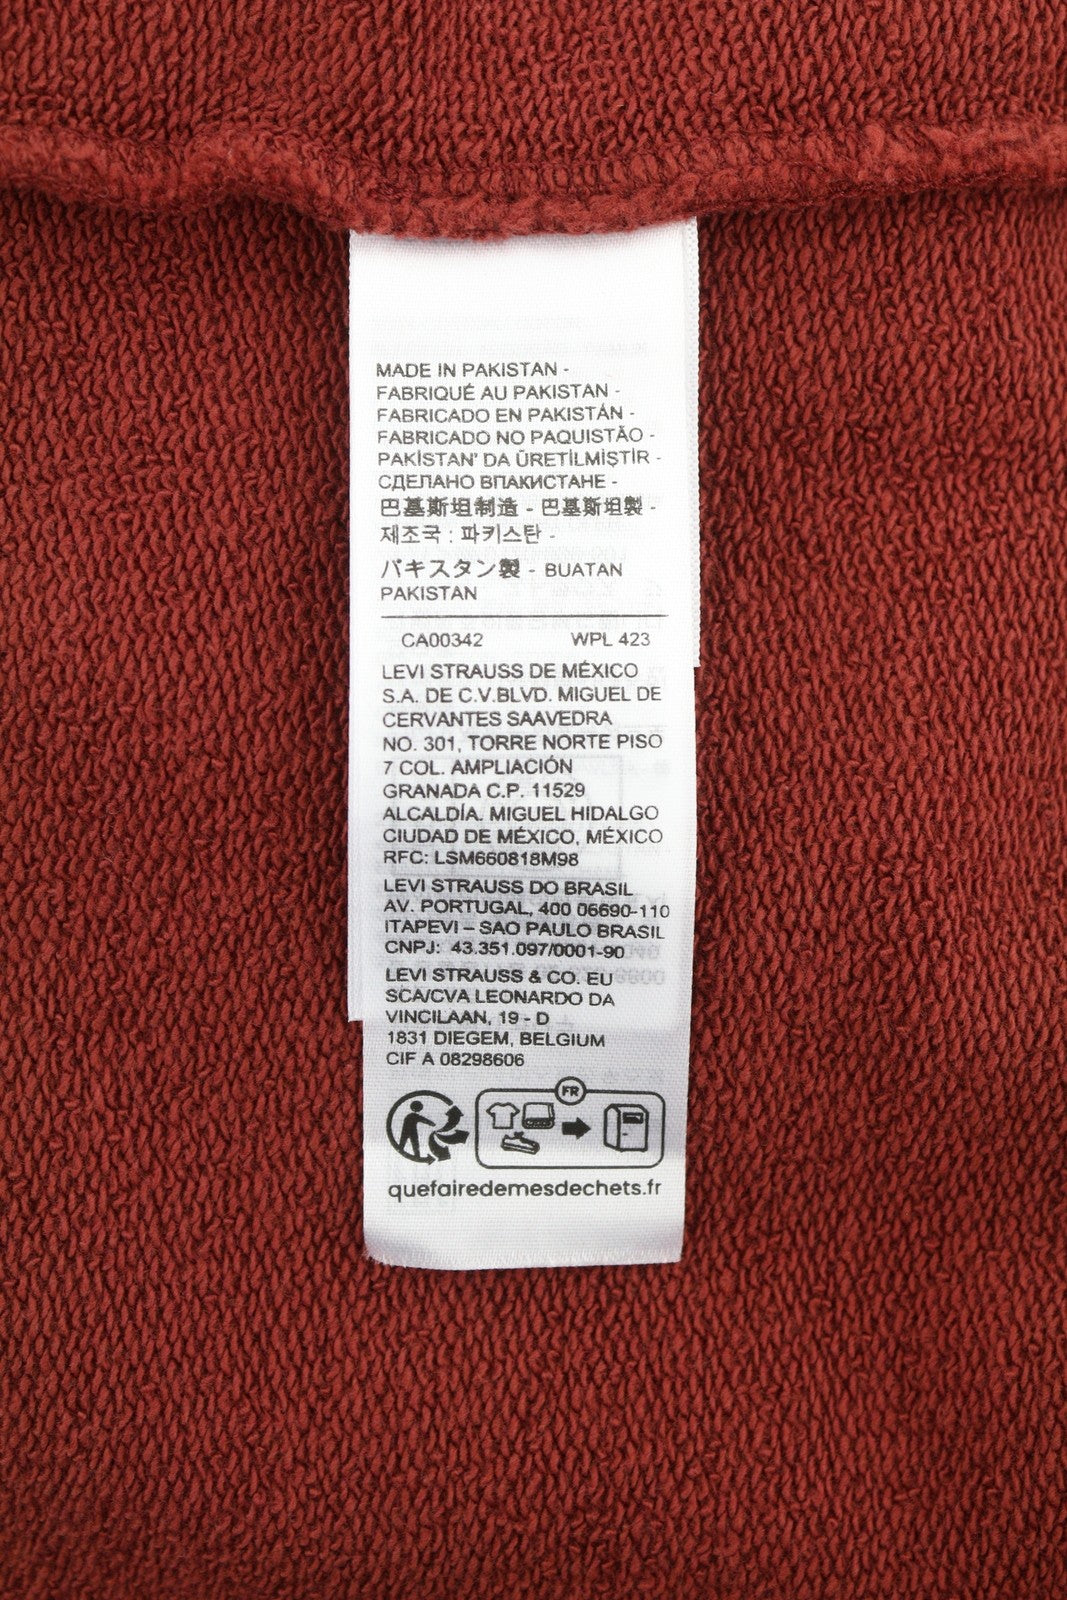 MADE IN PAKISTAN -
FABRIQUÉ AU PAKISTAN -
FABRICADO EN PAKISTÁN -
FABRICADO NO PAQUISTÃO -
PAKİSTAN' DA ÜRETİLMİŞTİR -
СДЕЛАНО ВПАКИСТАНЕ -
巴基斯坦制造 - 巴基斯坦製 -
제조국 : 파키스탄 -
パキスタン製 - BUATAN
PAKISTAN
CA00342 WPL 423
LEVI STRAUSS DE MÉXICO
S.A. DE C.V.BLVD. MIGUEL DE
CERVANTES SAAVEDRA
NO. 301, TORRE NORTE PISO
7 COL. AMPLIACIÓN
GRANADA C.P. 11529
ALCALDÍA. MIGUEL HIDALGO
CIUDAD DE MÉXICO, MÉXICO
RFC: LSM660818M98
LEVI STRAUSS DO BRASIL
AV. PORTUGAL, 400 06690-110
ITAPEVI – SAO PAULO BRASIL
CNPJ: 43.351.097/0001-90
LEVI STRAUSS & CO. EU
SCA/CVA LEONARDO DA
VINCILAAN, 19 - D
1831 DIEGEM, BELGIUM
CIF A 08298606
FR
quefairedemesdechets.fr